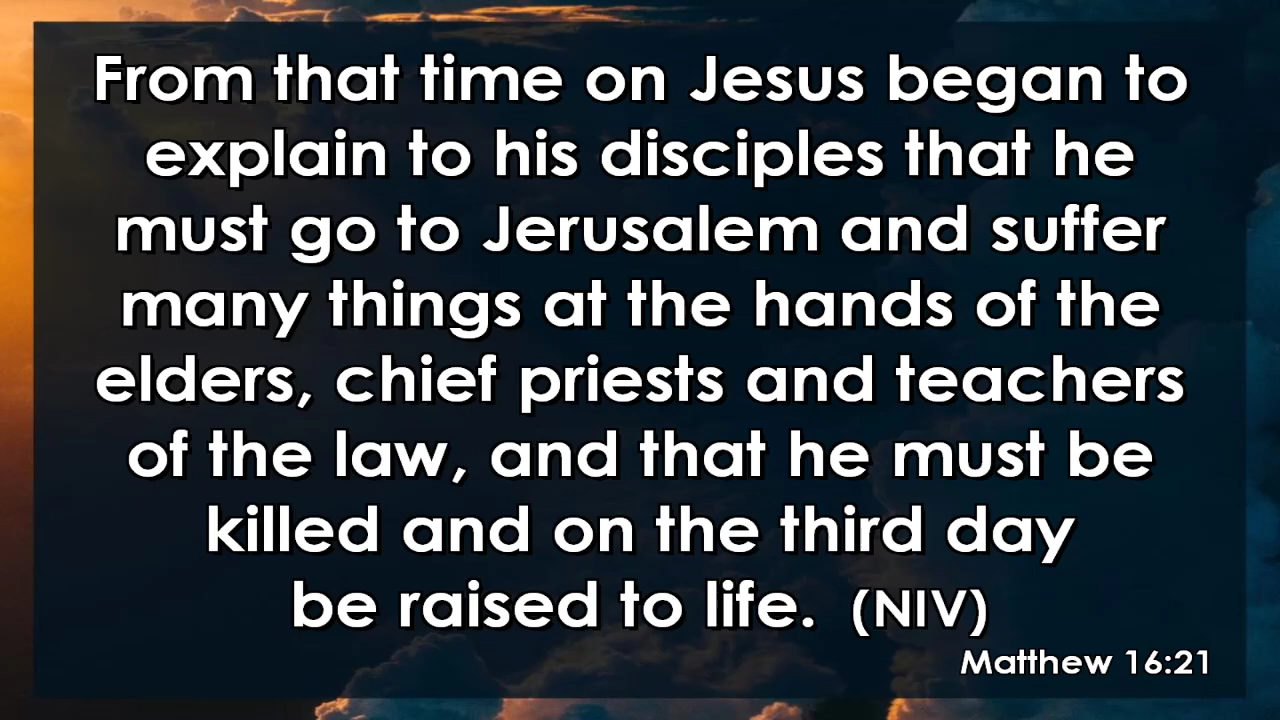 From that time on Jesus began to
explain to his disciples that he
must go to Jerusalem and suffer
many things at the hands of the
elders, chief priests and teachers
of the law, and that he must be
killed and on the third day
be raised to life. (NIV)
Matthew 16:21